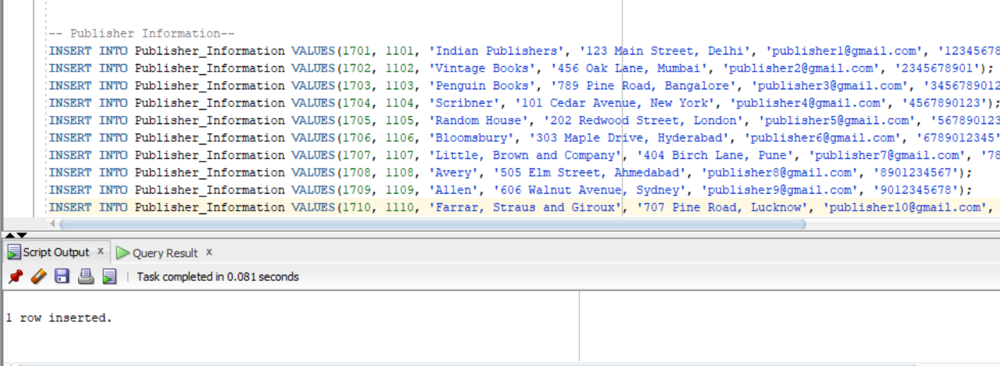 -- Publisher Information--
INSERT INTO Publisher_Information VALUES(1701, 1101, 'Indian Publishers', '123 Main Street, Delhi', 'publisher1@gmail.com', '12345678
INSERT INTO Publisher_Information VALUES(1702, 1102, 'Vintage Books', '456 Oak Lane, Mumbai', 'publisher2@gmail.com', '2345678901');
INSERT INTO Publisher_Information VALUES(1703, 1103, 'Penguin Books', '789 Pine Road, Bangalore', 'publisher3@gmail.com', '3456789012
INSERT INTO Publisher_Information VALUES(1704, 1104, 'Scribner', '101 Cedar Avenue, New York', 'publisher4@gmail.com', '4567890123');
INSERT INTO Publisher_Information VALUES(1705, 1105, 'Random House', '202 Redwood Street, London', 'publisher5@gmail.com', '567890123
INSERT INTO Publisher_Information VALUES(1706, 1106, 'Bloomsbury', '303 Maple Drive, Hyderabad', 'publisher6@gmail.com', '6789012345'
INSERT INTO Publisher_Information VALUES(1707, 1107, 'Little, Brown and Company', '404 Birch Lane, Pune', 'publisher7@gmail.com', '78
INSERT INTO Publisher_Information VALUES(1708, 1108, 'Avery', '505 Elm Street, Ahmedabad', 'publisher8@gmail.com', '8901234567');
INSERT INTO Publisher_Information VALUES(1709, 1109, 'Allen', '606 Walnut Avenue, Sydney', 'publisher9@gmail.com', '9012345678');
INSERT INTO Publisher_Information VALUES(1710, 1110, 'Farrar, Straus and Giroux', '707 Pine Road, Lucknow', 'publisher10@gmail.com',
Script Output x Query Result x
Task completed in 0.081 seconds
1 row inserted.